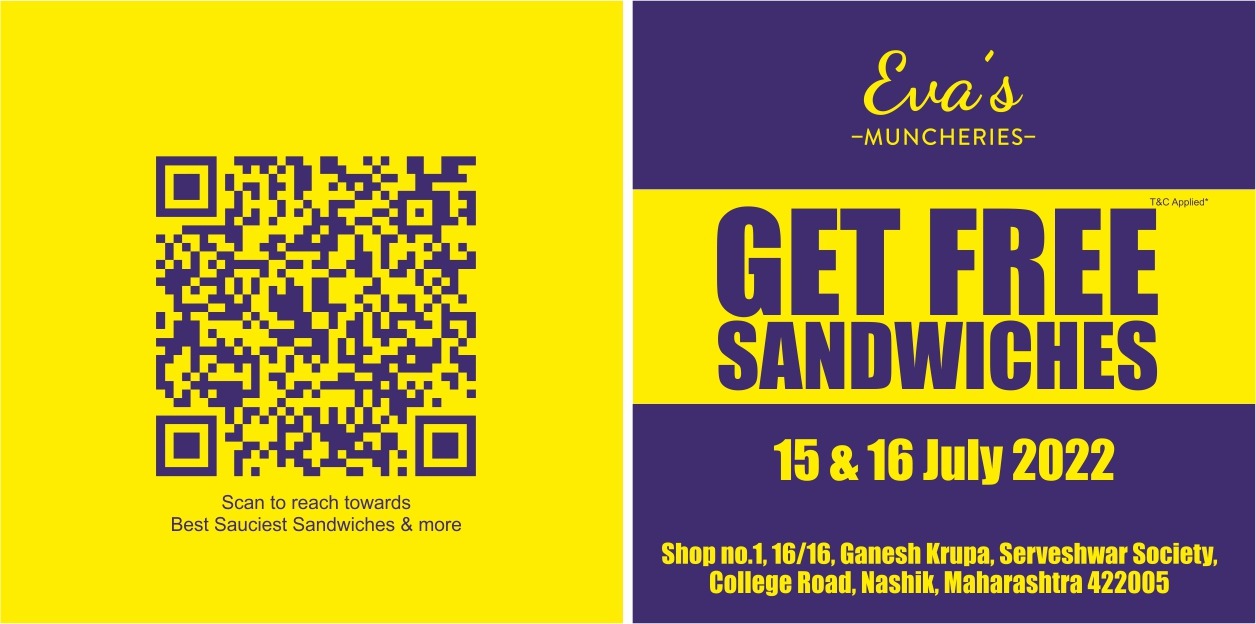 Scan to reach towards
Best Sauciest Sandwiches & more
Eva's
-MUNCHERIES-
T&C Applied*
GET FREE
SANDWICHES
15 & 16 July 2022
Shop no.1, 16/16, Ganesh Krupa, Serveshwar Society,
College Road, Nashik, Maharashtra 422005